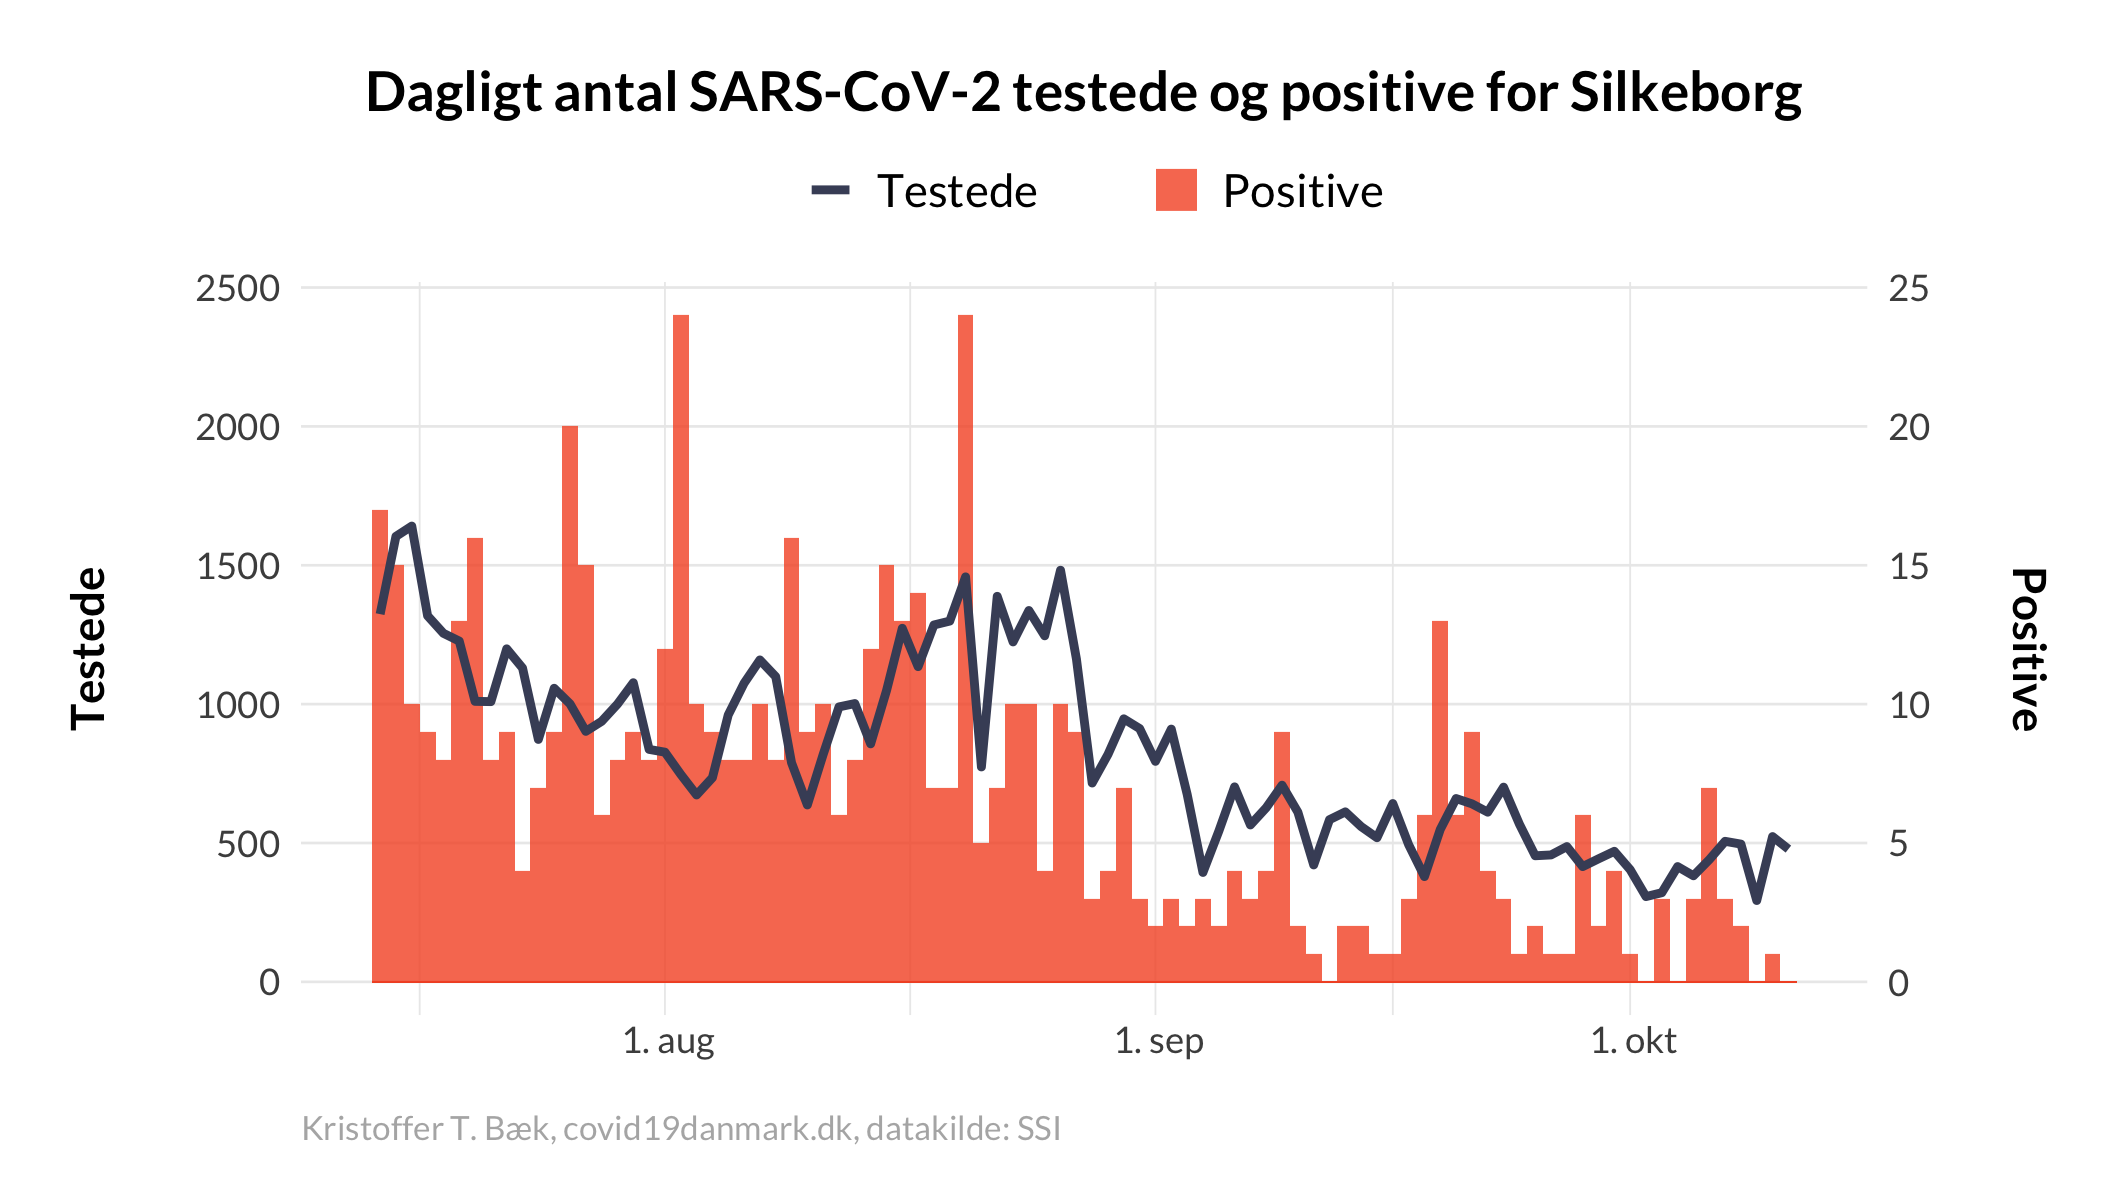 Dagligt antal SARS-CoV-2 testede og positive for Silkeborg
Testede
Positive
2500
2000
1500
1000
500
0
Testede
25
20
15
10
5
0
Positive
1. aug
1. sep
1. okt
Kristoffer T. Bæk, covid19danmark.dk, datakilde: SSI